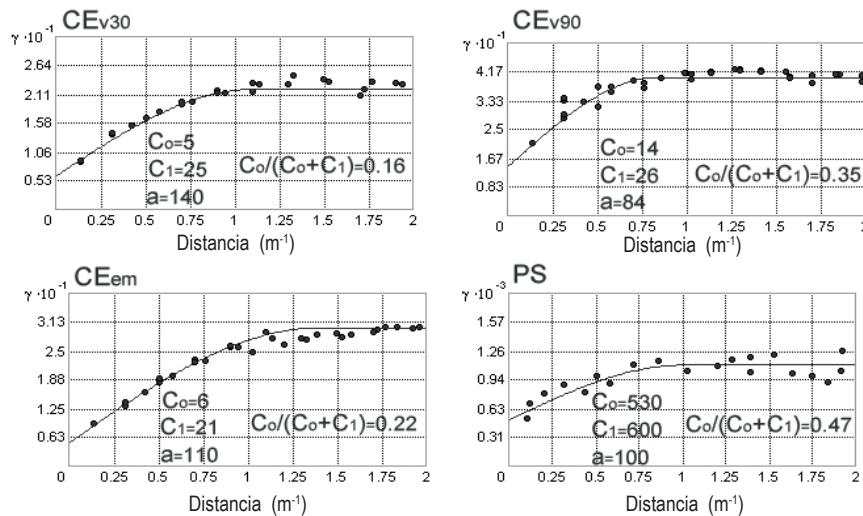 CEv30
γ ·10⁻¹
2.64
2.11
1.58
1.06
0.53
Co=5
C1=25
a=140
Co/(Co+C1)=0.16
0.25 0.5 0.75 1 1.25 1.5 1.75 2
Distancia (m⁻¹)
CEv90
γ ·10⁻¹
4.17
3.33
2.5
1.67
0.83
Co=14
C1=26
a=84
Co/(Co+C1)=0.35
0.25 0.5 0.75 1 1.25 1.5 1.75 2
Distancia (m⁻¹)
CEem
γ ·10⁻¹
3.13
2.5
1.88
1.25
0.63
Co=6
C1=21
a=110
Co/(Co+C1)=0.22
0 0.25 0.5 0.75 1 1.25 1.5 1.75 2
Distancia (m⁻¹)
PS
γ ·10⁻³
1.57
1.26
0.94
0.63
0.31
Co=530
C1=600
a=100
Co/(Co+C1)=0.47
0 0.25 0.5 0.75 1 1.25 1.5 1.75 2
Distancia (m⁻¹)